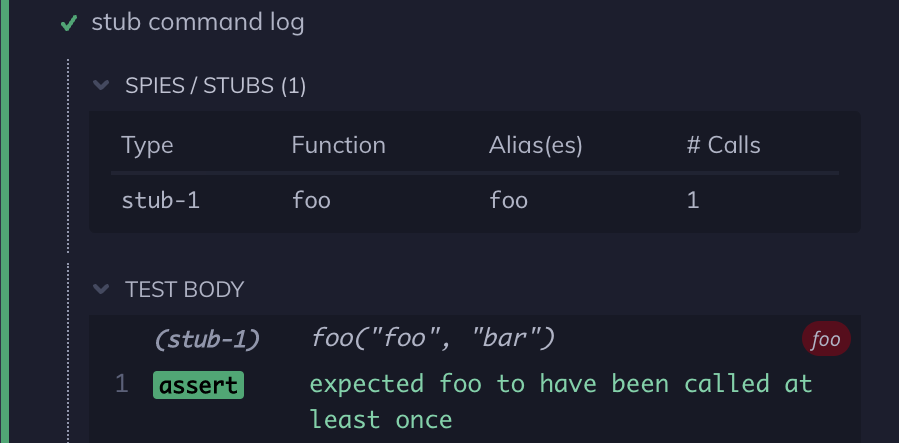 stub command log
SPIES / STUBS (1)
Type Function Alias(es) # Calls
stub-1 foo foo 1
TEST BODY
(stub-1) foo("foo", "bar") foo
1 assert expected foo to have been called at
least once